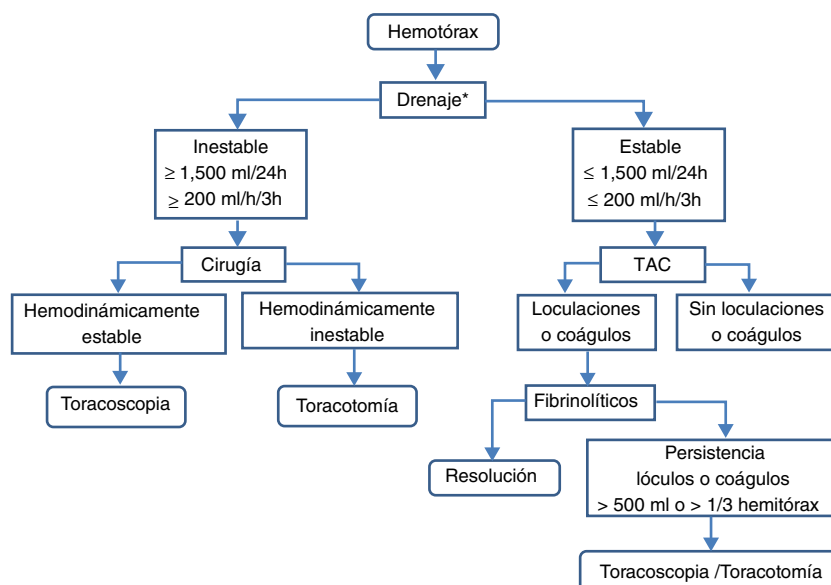 Hemotórax
Drenaje*
Inestable
≥ 1,500 ml/24h
≥ 200 ml/h/3h
Estable
≤ 1,500 ml/24h
≤ 200 ml/h/3h
Cirugía
TAC
Hemodinámicamente
estable
Hemodinámicamente
inestable
Loculaciones
o coágulos
Sin loculaciones
o coágulos
Toracoscopia
Toracotomía
Fibrinolíticos
Resolución
Persistencia
lóculos o coágulos
> 500 ml o > 1/3 hemitórax
Toracoscopia /Toracotomía